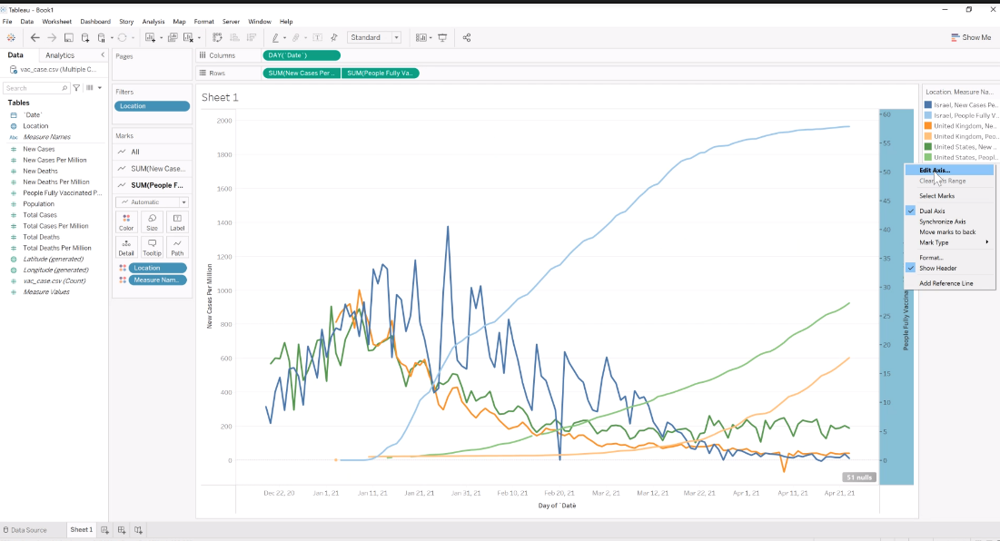 Tableau - Book1
File Data Worksheet Dashboard Story Analysis Map Format Server Window Help
Standard
Show Me
Data Analytics
vac_case.csv (Multiple C...
Search
Tables
`Date`
Location
Abc Measure Names
New Cases
New Cases Per Million
New Deaths
New Deaths Per Million
People Fully Vaccinated P...
Population
Total Cases
Total Cases Per Million
Total Deaths
Total Deaths Per Million
Latitude (generated)
Longitude (generated)
vac_case.csv (Count)
Measure Values
Pages
Filters
Location
Marks
All
SUM(New Case...
SUM(People F...
Automatic
Color Size Label
Detail Tooltip Path
Location
Measure Nam..
Columns DAY(`Date`)
Rows SUM(New Cases Per .. SUM(People Fully Va..
Sheet 1
2000
1800
1600
1400
1200
1000
800
600
400
200
0
New Cases Per Million
60
55
50
45
40
35
30
25
20
15
10
5
0
People Fully Vaccina
51 nulls
Dec 22, 20 Jan 1, 21 Jan 11, 21 Jan 21, 21 Jan 31, 21 Feb 10, 21 Feb 20, 21 Mar 2, 21 Mar 12, 21 Mar 22, 21 Apr 1, 21 Apr 11, 21 Apr 21, 21
Day of `Date
Location, Measure Na...
Israel, New Cases Pe..
Israel, People Fully V..
United Kingdom, Ne..
United Kingdom, Peo..
United States, New ..
United States, Peopl..
Edit Axis...
Range
Select Marks
Dual Axis
Synchronize Axis
Move marks to back
Mark Type
Format...
Show Header
Add Reference Line
Data Source Sheet 1